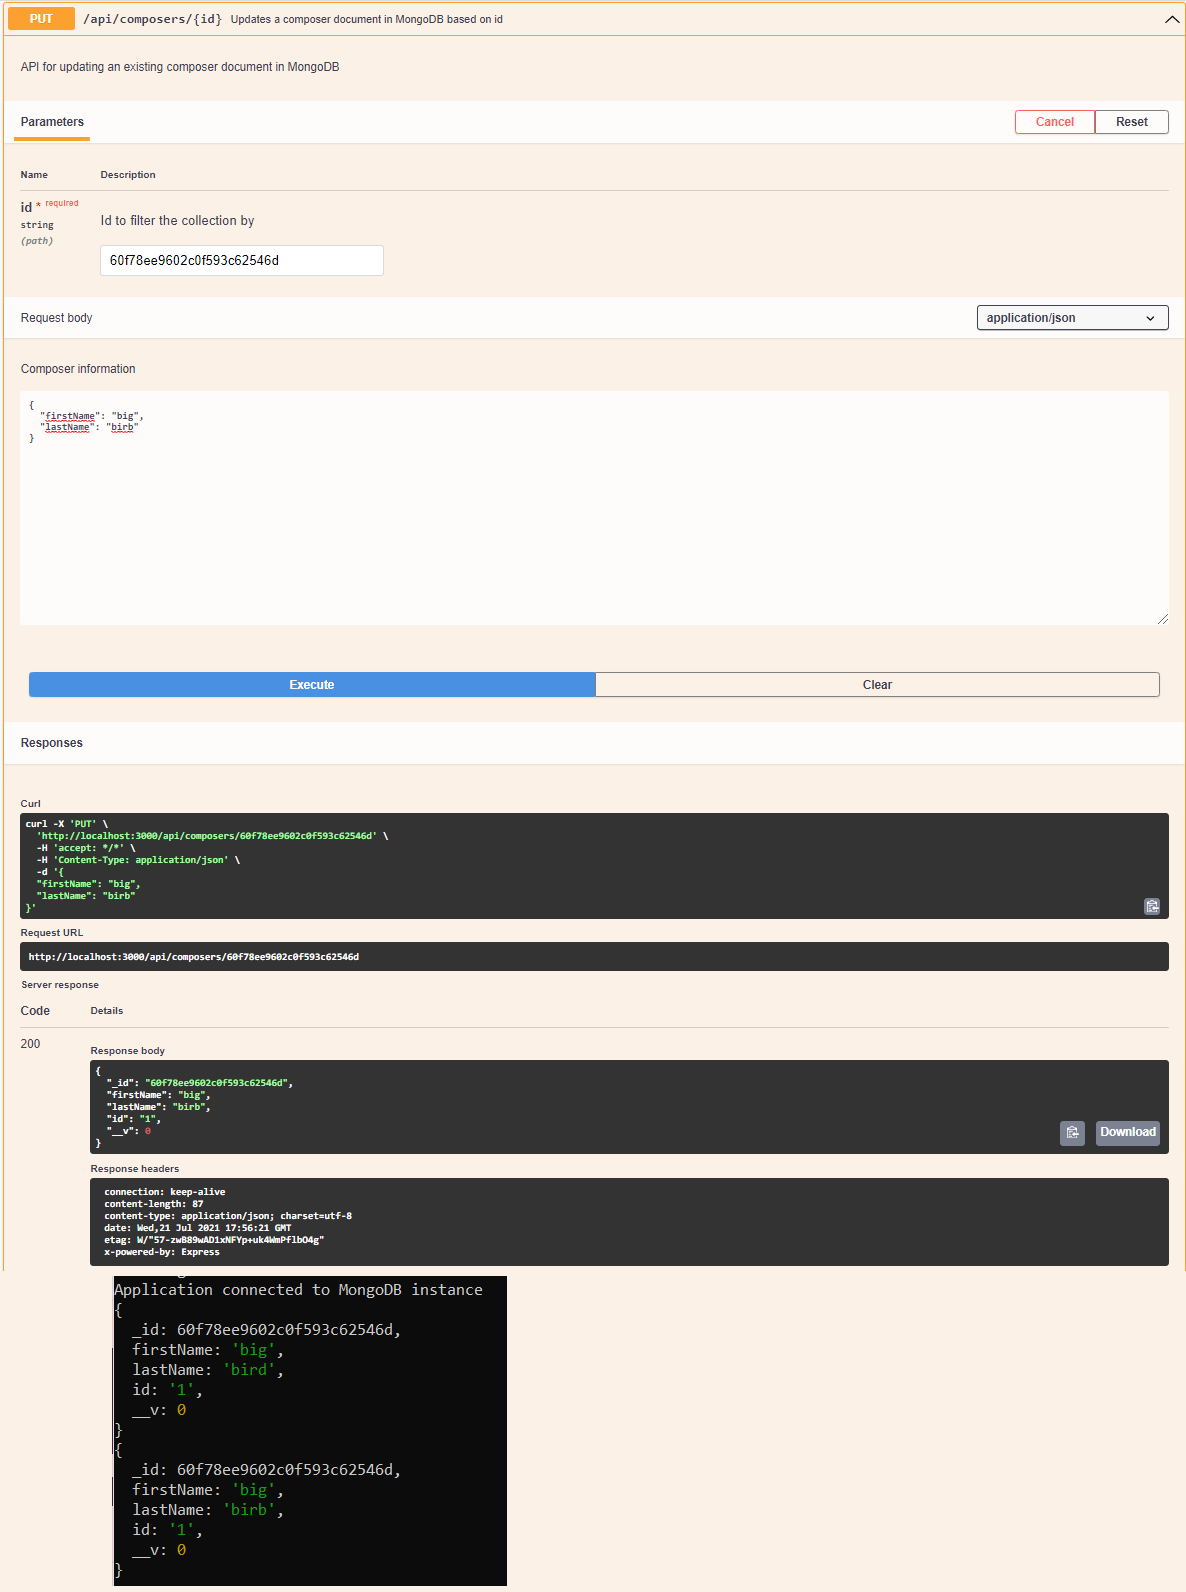 PUT /api/composers/{id} Updates a composer document in MongoDB based on id
API for updating an existing composer document in MongoDB
Parameters Cancel Reset
Name Description
id * required
string
(path)
Id to filter the collection by
60f78ee9602c0f593c62546d
Request body application/json
Composer information
{
"firstName": "big",
"lastName": "birb"
}
Execute Clear
Responses
Curl
curl -X 'PUT' \
'http://localhost:3000/api/composers/60f78ee9602c0f593c62546d' \
-H 'accept: */*' \
-H 'Content-Type: application/json' \
-d '{
"firstName": "big",
"lastName": "birb"
}'
Request URL
http://localhost:3000/api/composers/60f78ee9602c0f593c62546d
Server response
Code Details
200
Response body
{
"_id": "60f78ee9602c0f593c62546d",
"firstName": "big",
"lastName": "birb",
"id": "1",
"__v": 0
}
Download
Response headers
connection: keep-alive
content-length: 87
content-type: application/json; charset=utf-8
date: Wed,21 Jul 2021 17:56:21 GMT
etag: W/"57-zwB89wAD1xNFYp+uk4WmPflbO4g"
x-powered-by: Express
Application connected to MongoDB instance
{
_id: 60f78ee9602c0f593c62546d,
firstName: 'big',
lastName: 'bird',
id: '1',
__v: 0
}
{
_id: 60f78ee9602c0f593c62546d,
firstName: 'big',
lastName: 'birb',
id: '1',
__v: 0
}